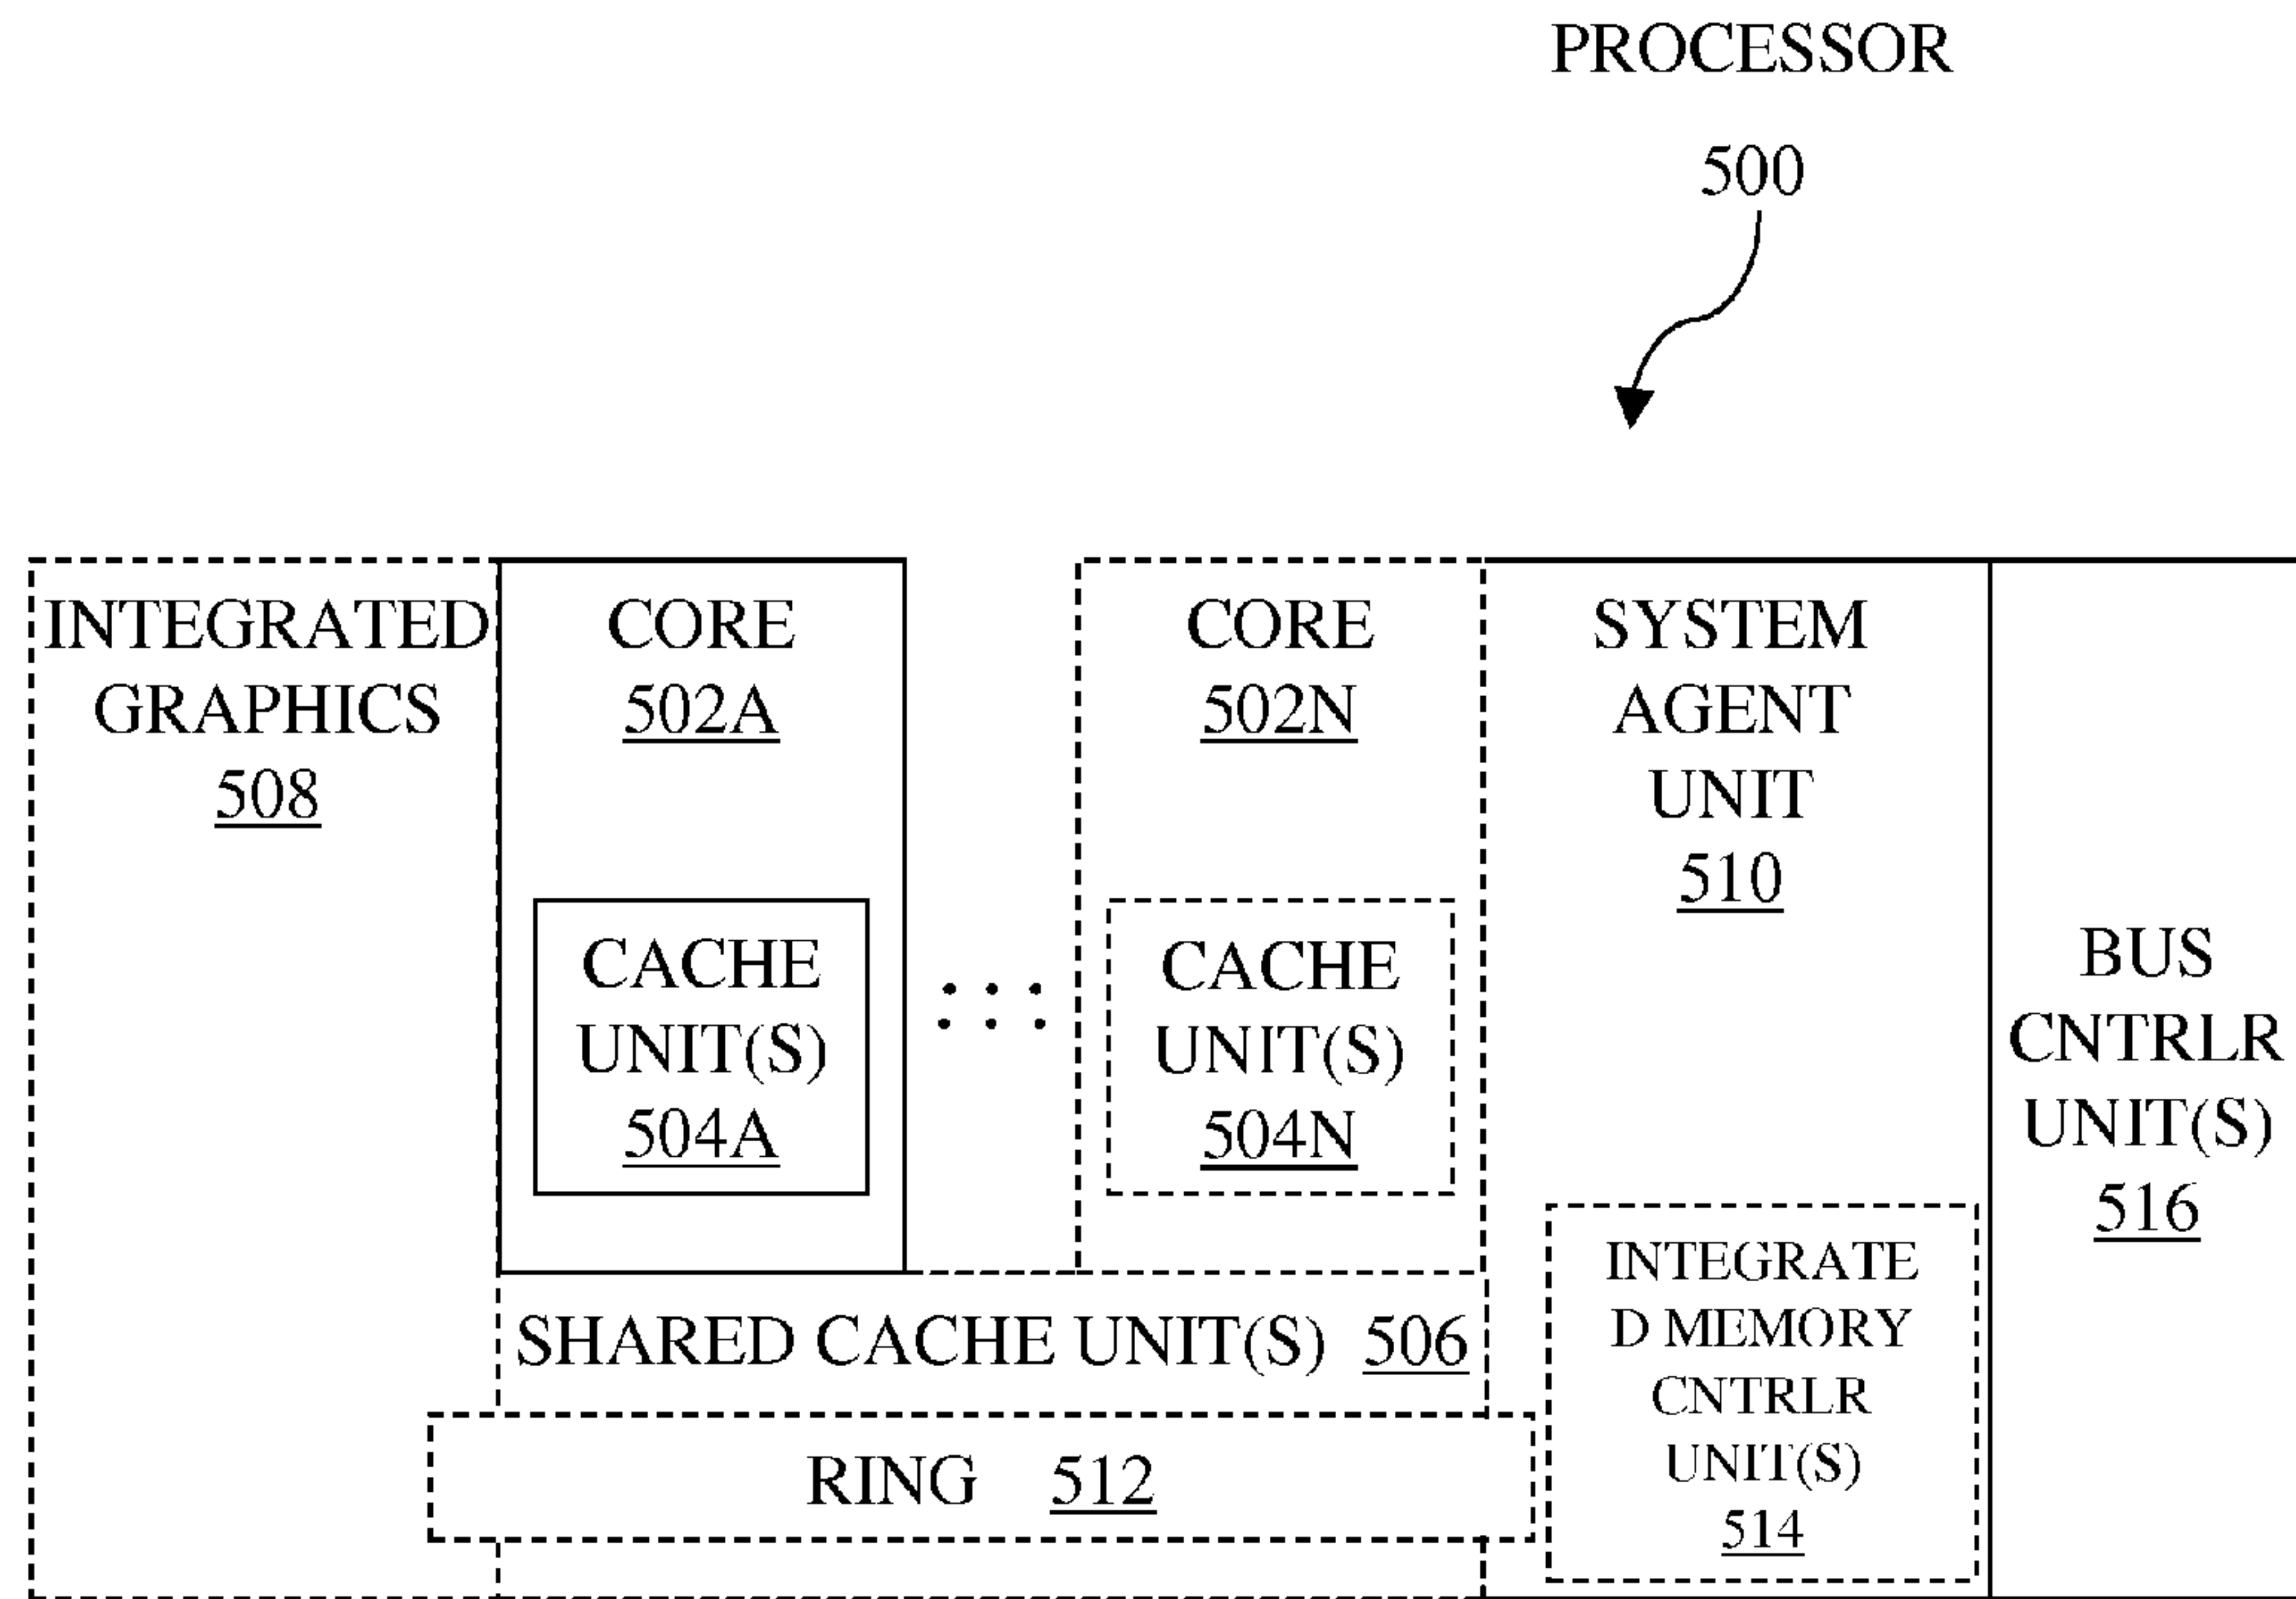 PROCESSOR
500
INTEGRATED
GRAPHICS
508
CORE
502A
CACHE
UNIT(S)
504A
CORE
502N
CACHE
UNIT(S)
504N
SHARED CACHE UNIT(S) 506
RING 512
SYSTEM
AGENT
UNIT
510
INTEGRATE
D MEMORY
CNTRLR
UNIT(S)
514
BUS
CNTRLR
UNIT(S)
516